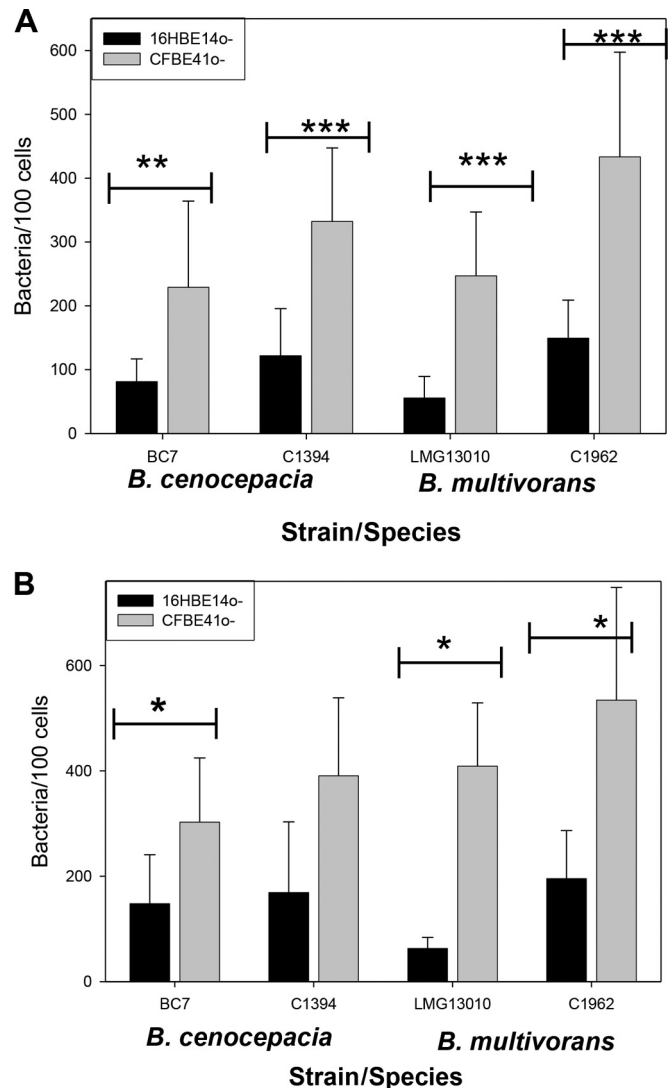 A
16HBE14o-
CFBE41o-
***
***
***
**
600
500
400
300
200
100
0
Bacteria/100 cells
BC7 C1394 LMG13010 C1962
B. cenocepacia B. multivorans
Strain/Species
B
16HBE14o-
CFBE41o-
*
*
*
600
400
200
0
Bacteria/100 cells
BC7 C1394 LMG13010 C1962
B. cenocepacia B. multivorans
Strain/Species